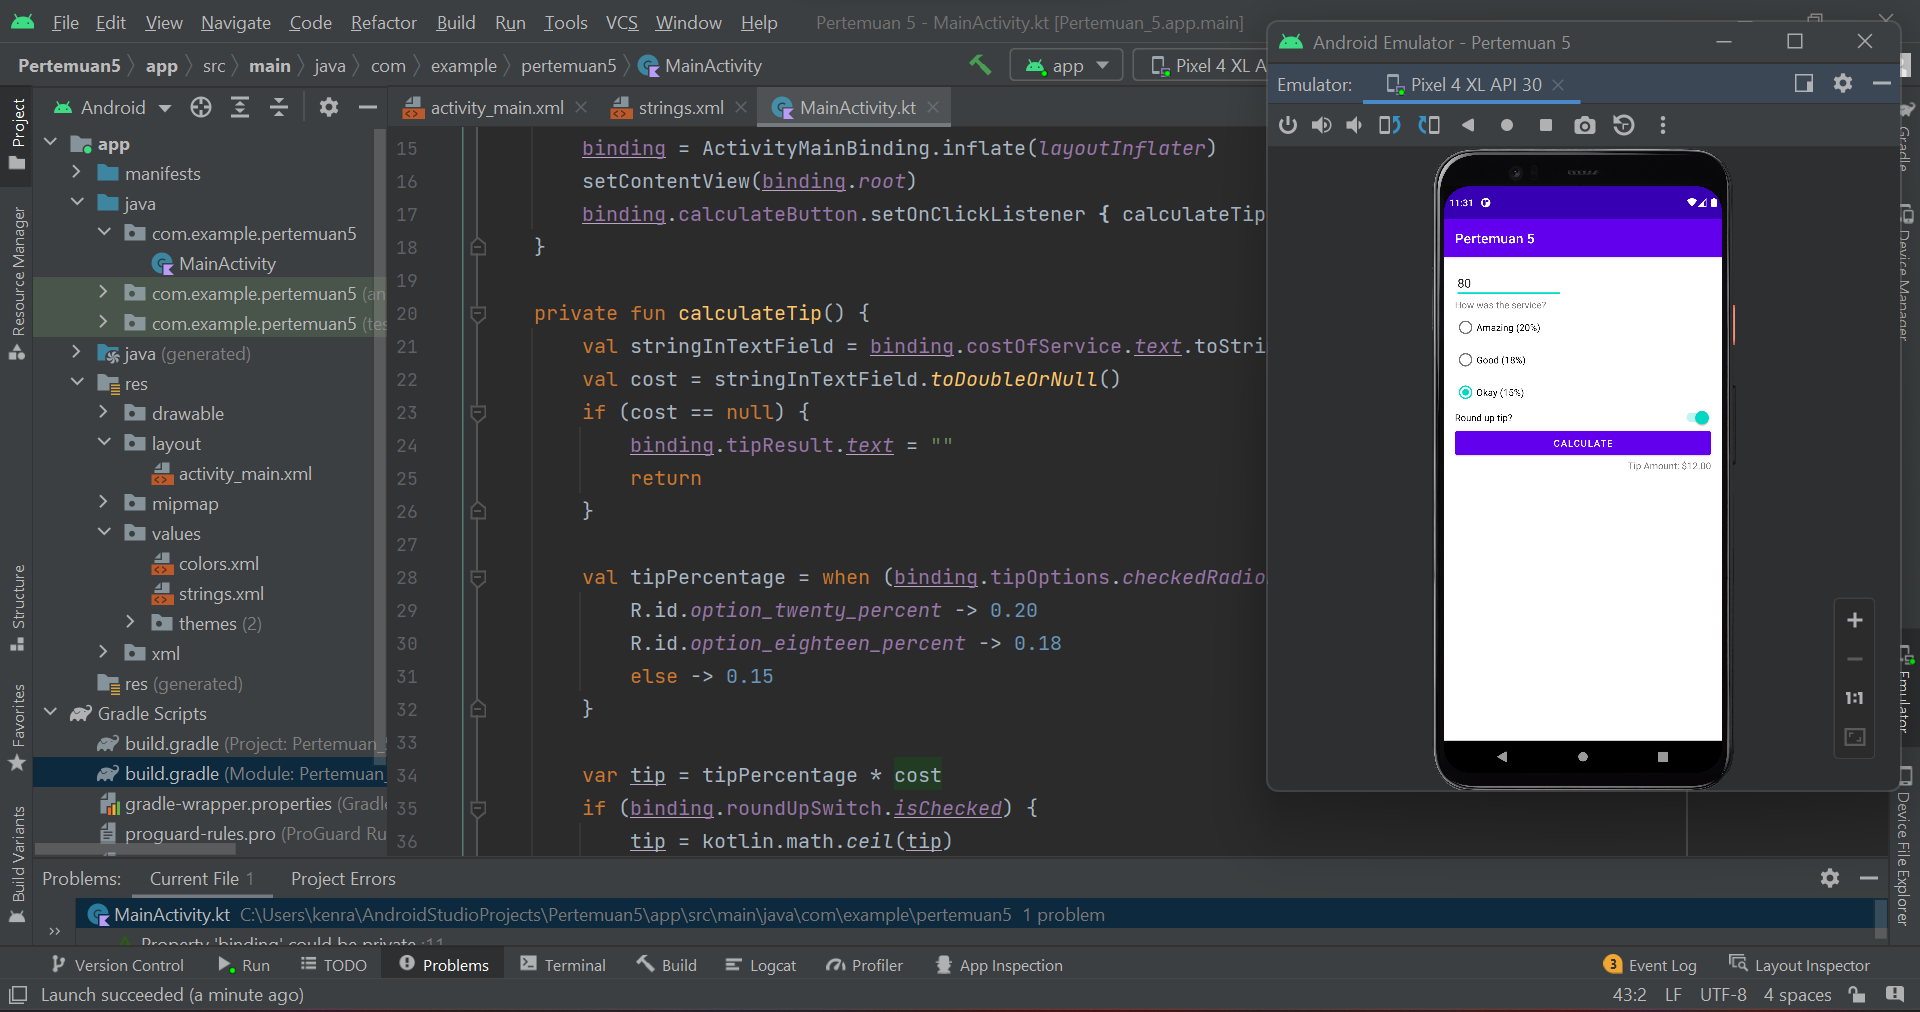 File Edit View Navigate Code Refactor Build Run Tools VCS Window Help Pertemuan 5 - MainActivity.kt [Pertemuan_5.app.main]
Pertemuan5 app src main java com example pertemuan5 MainActivity app Pixel 4 XL A
Android Emulator - Pertemuan 5
Emulator: Pixel 4 XL API 30
Project
Resource Manager
Structure
Favorites
Build Variants
Android
app
manifests
java
com.example.pertemuan5
MainActivity
com.example.pertemuan5 (an
com.example.pertemuan5 (tes
java (generated)
res
drawable
layout
activity_main.xml
mipmap
values
colors.xml
strings.xml
themes (2)
xml
res (generated)
Gradle Scripts
build.gradle (Project: Pertemuan_
build.gradle (Module: Pertemuan_
gradle-wrapper.properties (Gradle
proguard-rules.pro (ProGuard Ru
activity_main.xml strings.xml MainActivity.kt
15 binding = ActivityMainBinding.inflate(layoutInflater)
16 setContentView(binding.root)
17 binding.calculateButton.setOnClickListener { calculateTip
18 }
19
20 private fun calculateTip() {
21 val stringInTextField = binding.costOfService.text.toStri
22 val cost = stringInTextField.toDoubleOrNull()
23 if (cost == null) {
24 binding.tipResult.text = ""
25 return
26 }
27
28 val tipPercentage = when (binding.tipOptions.checkedRadio
29 R.id.option_twenty_percent -> 0.20
30 R.id.option_eighteen_percent -> 0.18
31 else -> 0.15
32 }
33
34 var tip = tipPercentage * cost
35 if (binding.roundUpSwitch.isChecked) {
36 tip = kotlin.math.ceil(tip)
11:31
Pertemuan 5
80
How was the service?
Amazing (20%)
Good (18%)
Okay (15%)
Round up tip?
CALCULATE
Tip Amount: $12.00
1:1
Gradle
Device Manager
Emulator
Device File Explorer
Problems: Current File 1 Project Errors
MainActivity.kt C:\Users\kenra\AndroidStudioProjects\Pertemuan5\app\src\main\java\com\example\pertemuan5 1 problem
Property 'binding' could be private :11
Version Control Run TODO Problems Terminal Build Logcat Profiler App Inspection 3 Event Log Layout Inspector
Launch succeeded (a minute ago) 43:2 LF UTF-8 4 spaces